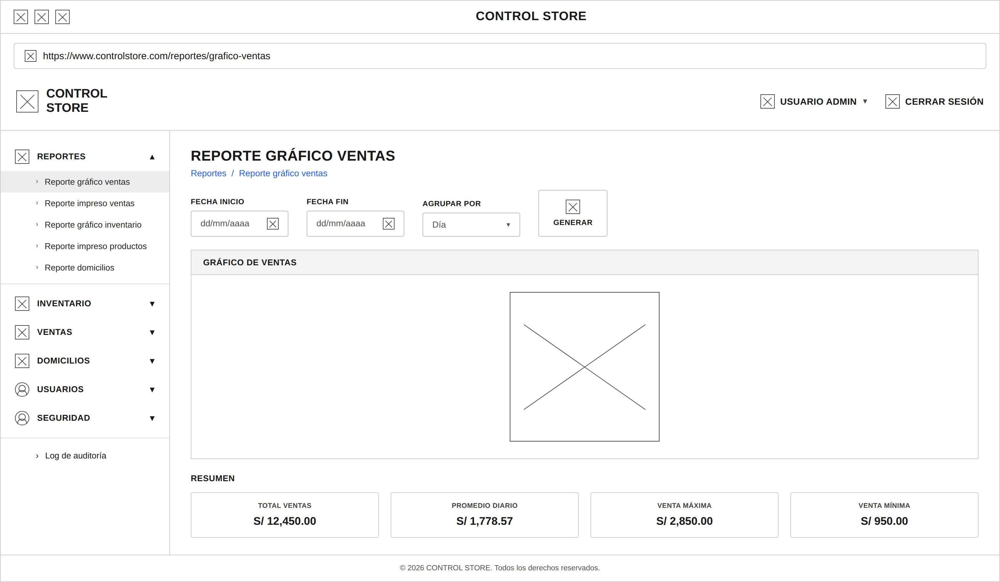 CONTROL STORE
https://www.controlstore.com/reportes/grafico-ventas
CONTROL
STORE
USUARIO ADMIN ▼
CERRAR SESIÓN
REPORTES ▲
› Reporte gráfico ventas
› Reporte impreso ventas
› Reporte gráfico inventario
› Reporte impreso productos
› Reporte domicilios
INVENTARIO ▼
VENTAS ▼
DOMICILIOS ▼
USUARIOS ▼
SEGURIDAD ▼
› Log de auditoría
REPORTE GRÁFICO VENTAS
Reportes / Reporte gráfico ventas
FECHA INICIO
dd/mm/aaaa
FECHA FIN
dd/mm/aaaa
AGRUPAR POR
Día ▼
GENERAR
GRÁFICO DE VENTAS
RESUMEN
TOTAL VENTAS
S/ 12,450.00
PROMEDIO DIARIO
S/ 1,778.57
VENTA MÁXIMA
S/ 2,850.00
VENTA MÍNIMA
S/ 950.00
© 2026 CONTROL STORE. Todos los derechos reservados.